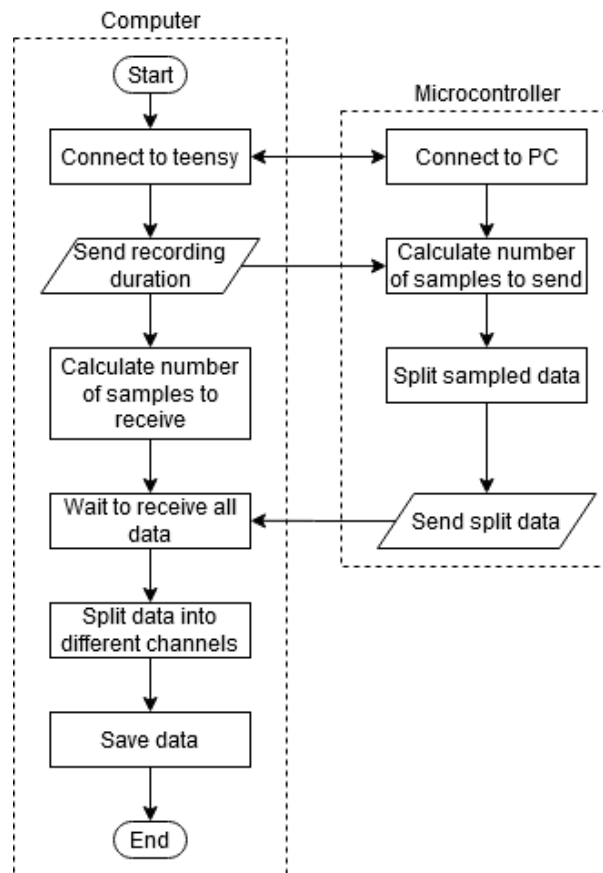 Computer
Start
Connect to teensy
Send recording
duration
Calculate number
of samples to
receive
Wait to receive all
data
Split data into
different channels
Save data
End
Microcontroller
Connect to PC
Calculate number
of samples to send
Split sampled data
Send split data